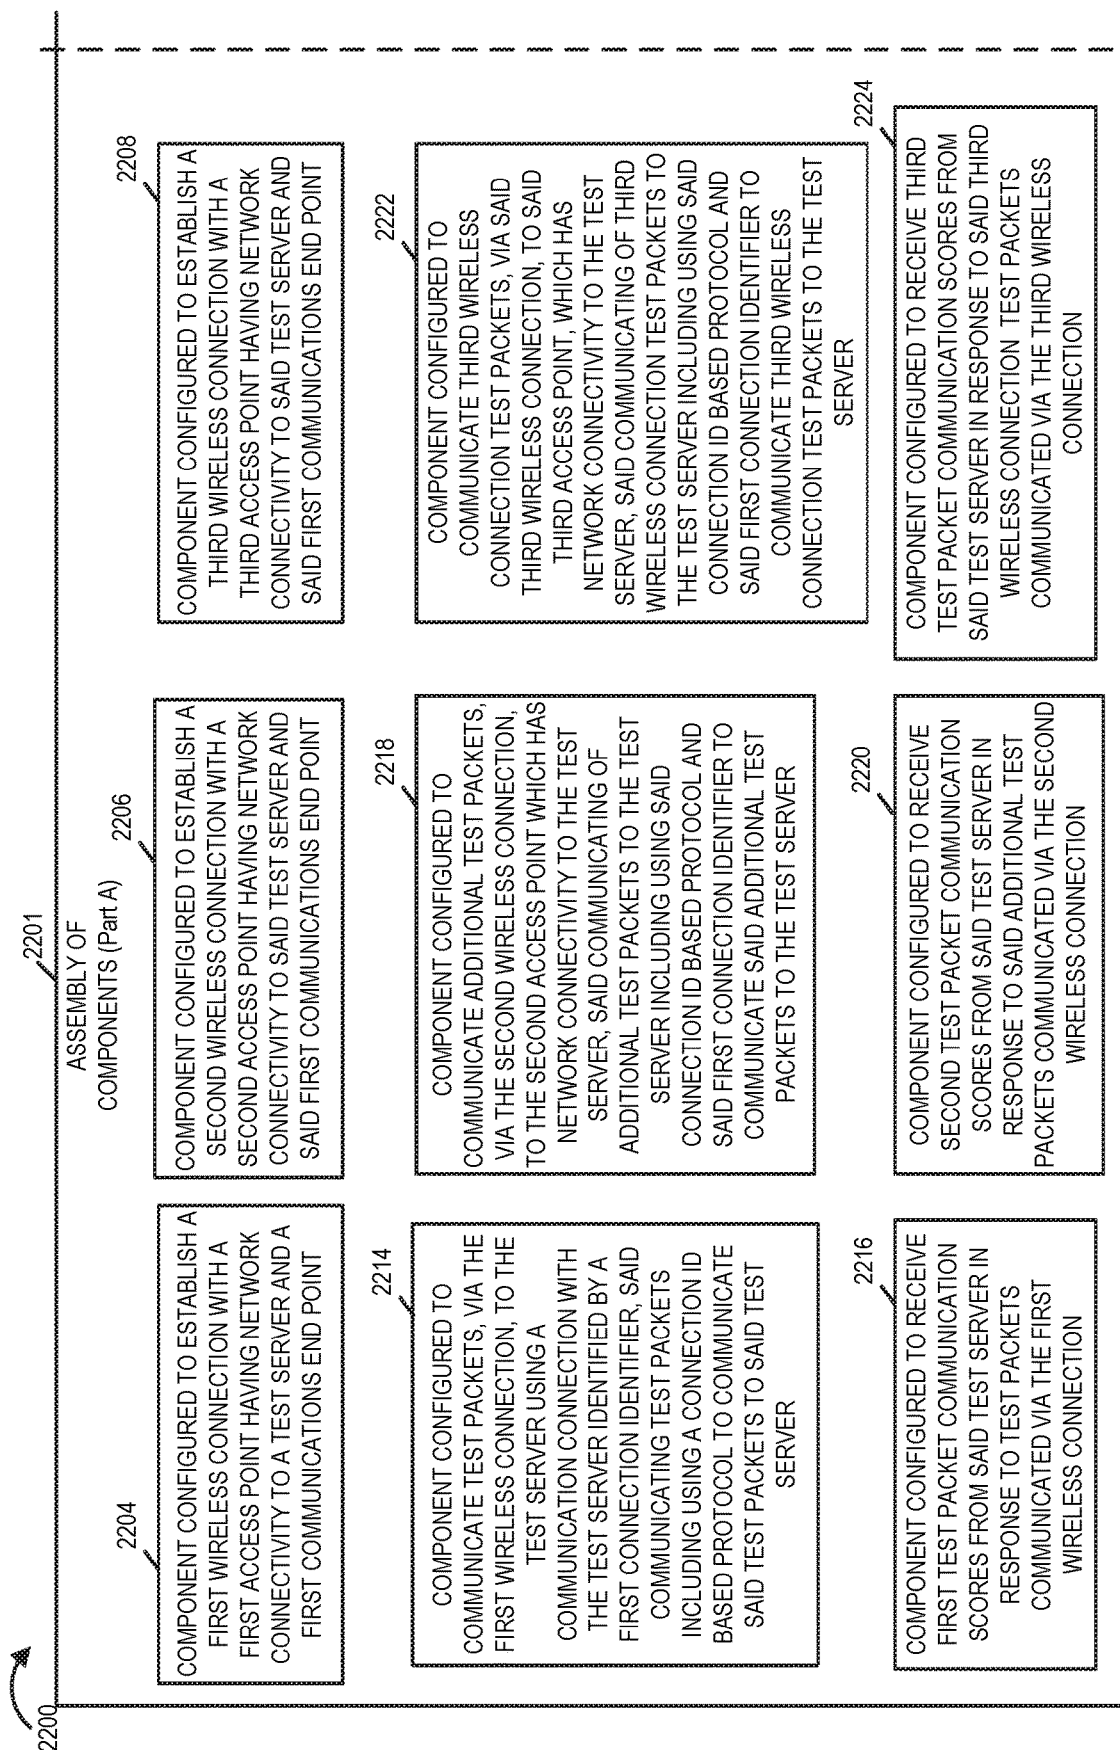 2200
2201
ASSEMBLY OF
COMPONENTS (Part A)
2204
COMPONENT CONFIGURED TO ESTABLISH A
FIRST WIRELESS CONNECTION WITH A
FIRST ACCESS POINT HAVING NETWORK
CONNECTIVITY TO A TEST SERVER AND A
FIRST COMMUNICATIONS END POINT
2206
COMPONENT CONFIGURED TO ESTABLISH A
SECOND WIRELESS CONNECTION WITH A
SECOND ACCESS POINT HAVING NETWORK
CONNECTIVITY TO SAID TEST SERVER AND
SAID FIRST COMMUNICATIONS END POINT
2208
COMPONENT CONFIGURED TO ESTABLISH A
THIRD WIRELESS CONNECTION WITH A
THIRD ACCESS POINT HAVING NETWORK
CONNECTIVITY TO SAID TEST SERVER AND
SAID FIRST COMMUNICATIONS END POINT
2214
COMPONENT CONFIGURED TO
COMMUNICATE TEST PACKETS, VIA THE
FIRST WIRELESS CONNECTION, TO THE
TEST SERVER USING A
COMMUNICATION CONNECTION WITH
THE TEST SERVER IDENTIFIED BY A
FIRST CONNECTION IDENTIFIER, SAID
COMMUNICATING TEST PACKETS
INCLUDING USING A CONNECTION ID
BASED PROTOCOL TO COMMUNICATE
SAID TEST PACKETS TO SAID TEST
SERVER
2218
COMPONENT CONFIGURED TO
COMMUNICATE ADDITIONAL TEST PACKETS,
VIA THE SECOND WIRELESS CONNECTION,
TO THE SECOND ACCESS POINT WHICH HAS
NETWORK CONNECTIVITY TO THE TEST
SERVER, SAID COMMUNICATING OF
ADDITIONAL TEST PACKETS TO THE TEST
SERVER INCLUDING USING SAID
CONNECTION ID BASED PROTOCOL AND
SAID FIRST CONNECTION IDENTIFIER TO
COMMUNICATE SAID ADDITIONAL TEST
PACKETS TO THE TEST SERVER
2222
COMPONENT CONFIGURED TO
COMMUNICATE THIRD WIRELESS
CONNECTION TEST PACKETS, VIA SAID
THIRD WIRELESS CONNECTION, TO SAID
THIRD ACCESS POINT, WHICH HAS
NETWORK CONNECTIVITY TO THE TEST
SERVER, SAID COMMUNICATING OF THIRD
WIRELESS CONNECTION TEST PACKETS TO
THE TEST SERVER INCLUDING USING SAID
CONNECTION ID BASED PROTOCOL AND
SAID FIRST CONNECTION IDENTIFIER TO
COMMUNICATE THIRD WIRELESS
CONNECTION TEST PACKETS TO THE TEST
SERVER
2216
COMPONENT CONFIGURED TO RECEIVE
FIRST TEST PACKET COMMUNICATION
SCORES FROM SAID TEST SERVER IN
RESPONSE TO TEST PACKETS
COMMUNICATED VIA THE FIRST
WIRELESS CONNECTION
2220
COMPONENT CONFIGURED TO RECEIVE
SECOND TEST PACKET COMMUNICATION
SCORES FROM SAID TEST SERVER IN
RESPONSE TO SAID ADDITIONAL TEST
PACKETS COMMUNICATED VIA THE SECOND
WIRELESS CONNECTION
2224
COMPONENT CONFIGURED TO RECEIVE THIRD
TEST PACKET COMMUNICATION SCORES FROM
SAID TEST SERVER IN RESPONSE TO SAID THIRD
WIRELESS CONNECTION TEST PACKETS
COMMUNICATED VIA THE THIRD WIRELESS
CONNECTION